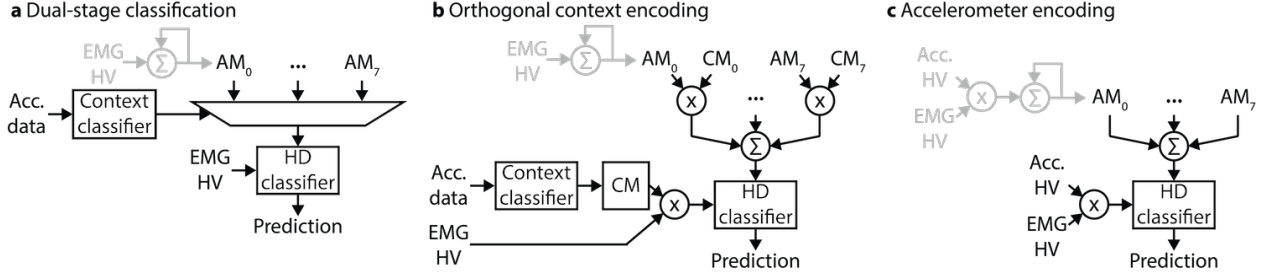 a Dual-stage classification
EMG
HV
Σ
AM0
...
AM7
Acc.
data
Context
classifier
EMG
HV
HD
classifier
Prediction
b Orthogonal context encoding
EMG
HV
Σ
AM0
CM0
AM7
CM7
x
...
x
Σ
Acc.
data
Context
classifier
CM
x
HD
classifier
EMG
HV
Prediction
c Accelerometer encoding
Acc.
HV
x
Σ
EMG
HV
AM0
...
AM7
Σ
Acc.
HV
x
EMG
HV
HD
classifier
Prediction